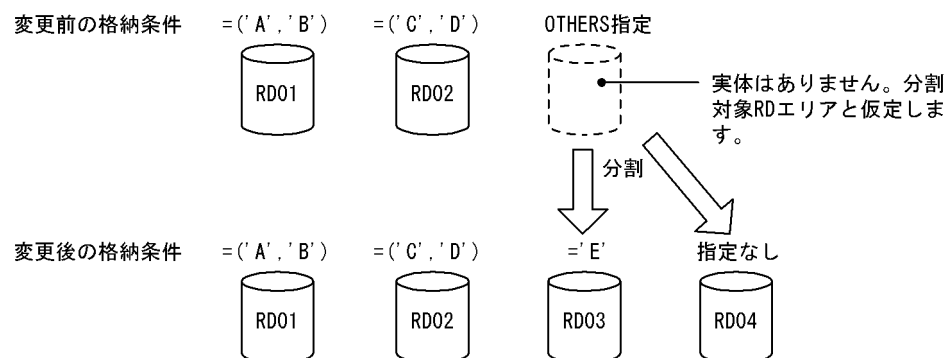 変更前の格納条件 =('A','B') =('C','D') OTHERS指定
RD01 RD02
実体はありません。分割
対象RDエリアと仮定しま
す。
分割
変更後の格納条件 =('A','B') =('C','D') ='E' 指定なし
RD01 RD02 RD03 RD04